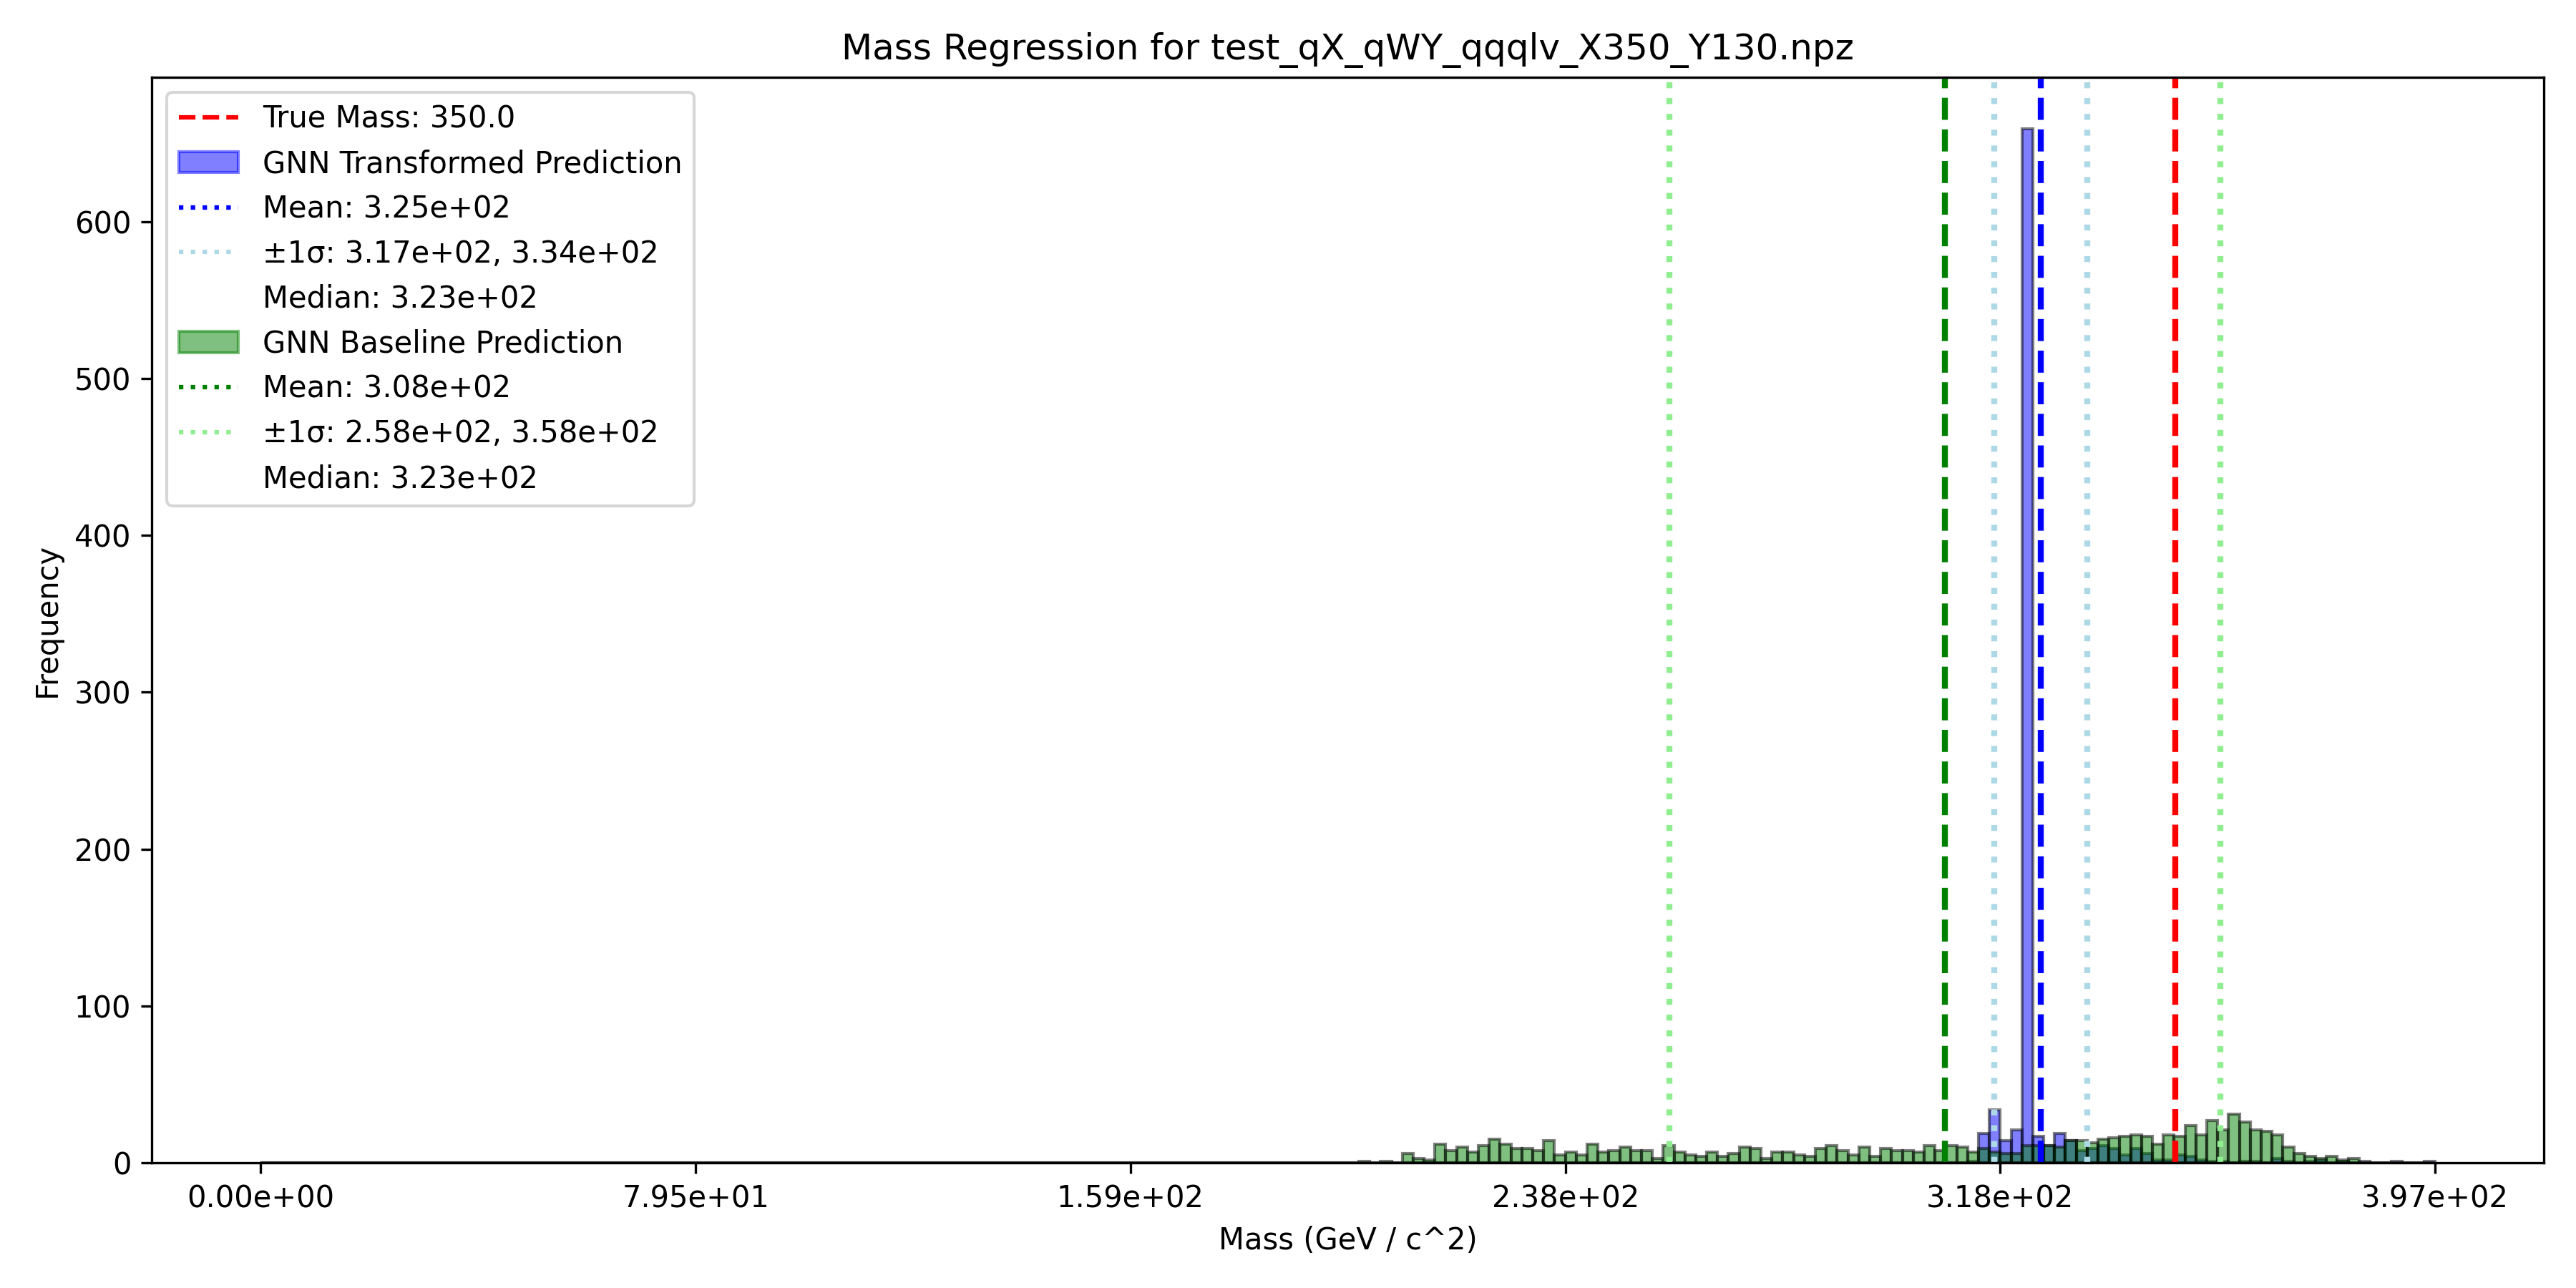 Mass Regression for test_qX_qWY_qqqlv_X350_Y130.npz
True Mass: 350.0
GNN Transformed Prediction
Mean: 3.25e+02
±1σ: 3.17e+02, 3.34e+02
Median: 3.23e+02
GNN Baseline Prediction
Mean: 3.08e+02
±1σ: 2.58e+02, 3.58e+02
Median: 3.23e+02
Frequency
600
500
400
300
200
100
0
0.00e+00 7.95e+01 1.59e+02 2.38e+02 3.18e+02 3.97e+02
Mass (GeV / c^2)